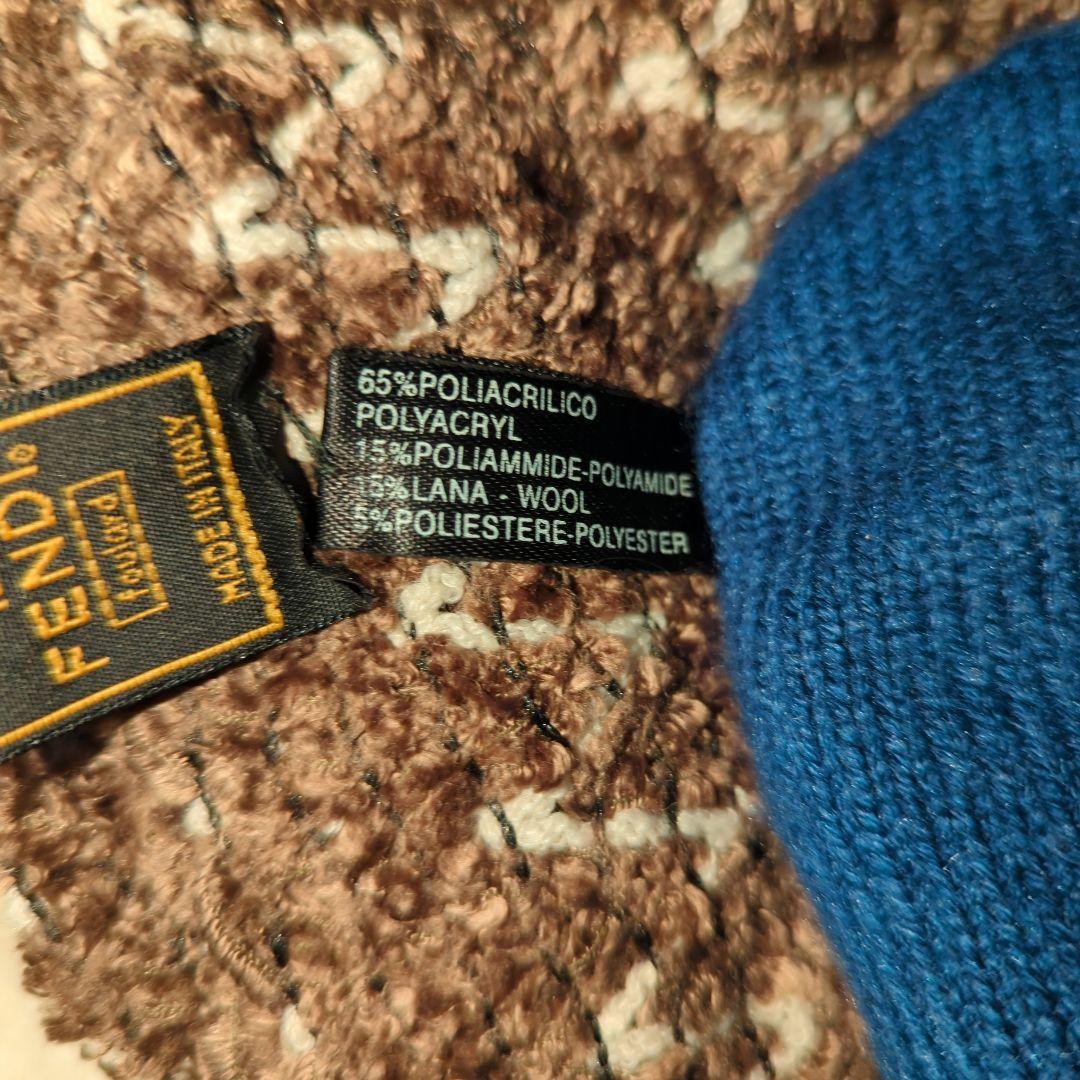 FENDI®
foulard
MADE IN ITALY
65%POLIACRILICO
POLYACRYL
15%POLIAMMIDE-POLYAMIDE
15%LANA - WOOL
5%POLIESTERE-POLYESTER